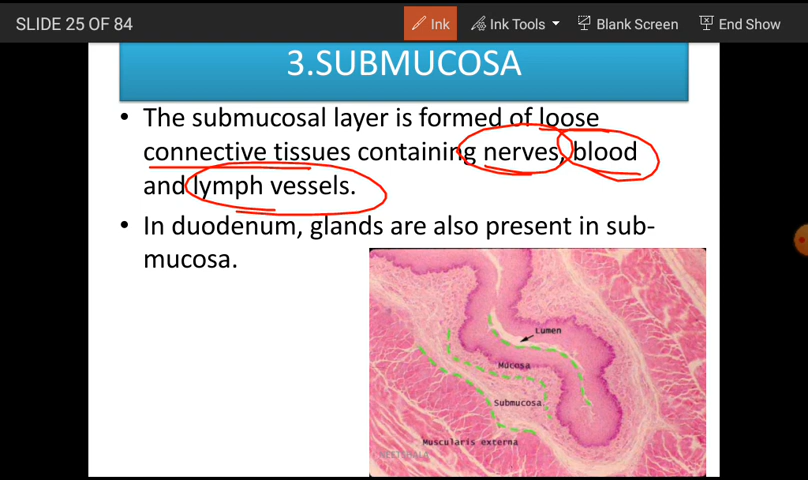 SLIDE 25 OF 84
Ink
Ink Tools
Blank Screen
End Show
3.SUBMUCOSA
• The submucosal layer is formed of loose
connective tissues containing nerves, blood
and lymph vessels.
• In duodenum, glands are also present in sub-
mucosa.
Lumen
Mucosa
Submucosa
Muscularis externa
NEETSHALA